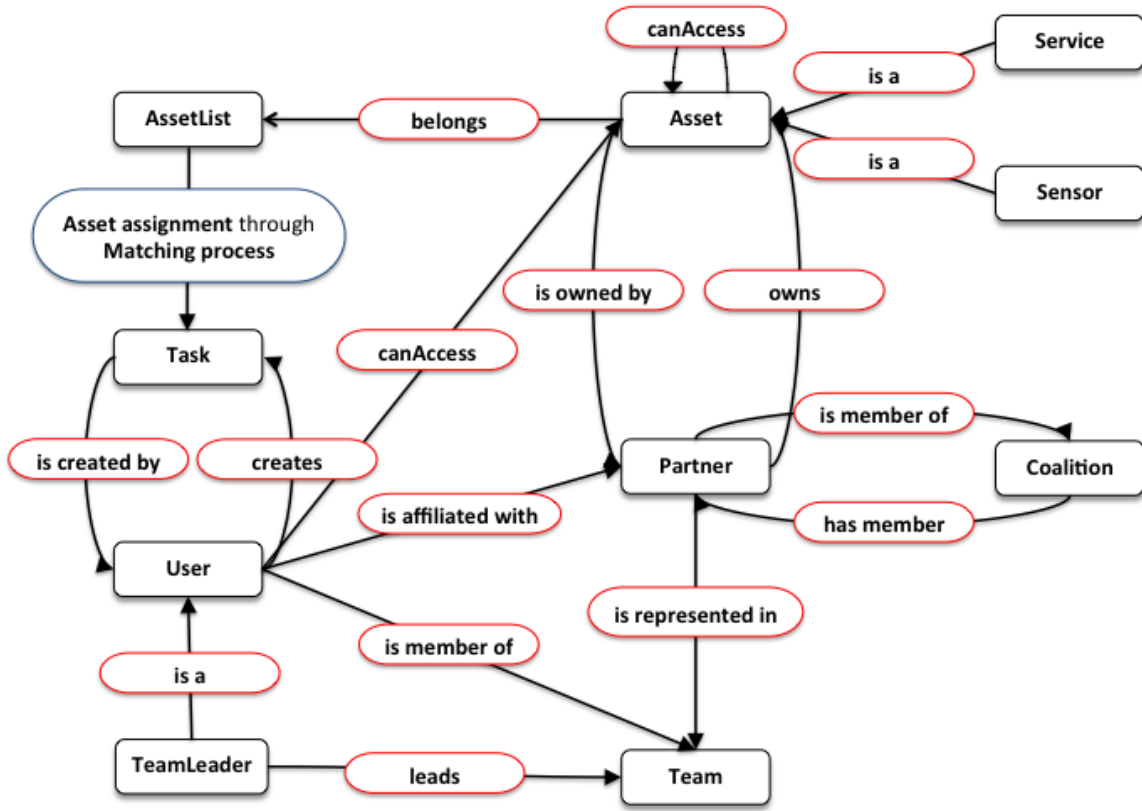 canAccess
Service
is a
AssetList
belongs
Asset
is a
Sensor
Asset assignment through
Matching process
is owned by
owns
Task
canAccess
is member of
is created by
creates
Partner
Coalition
is affiliated with
has member
User
is represented in
is member of
is a
TeamLeader
leads
Team